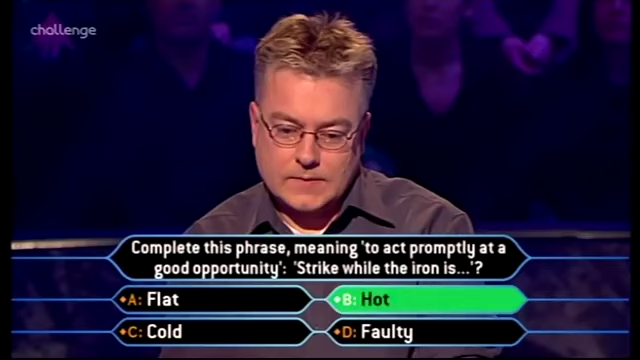 challenge
Complete this phrase, meaning 'to act promptly at a
good opportunity': 'Strike while the iron is...'?
A: Flat
B: Hot
C: Cold
D: Faulty